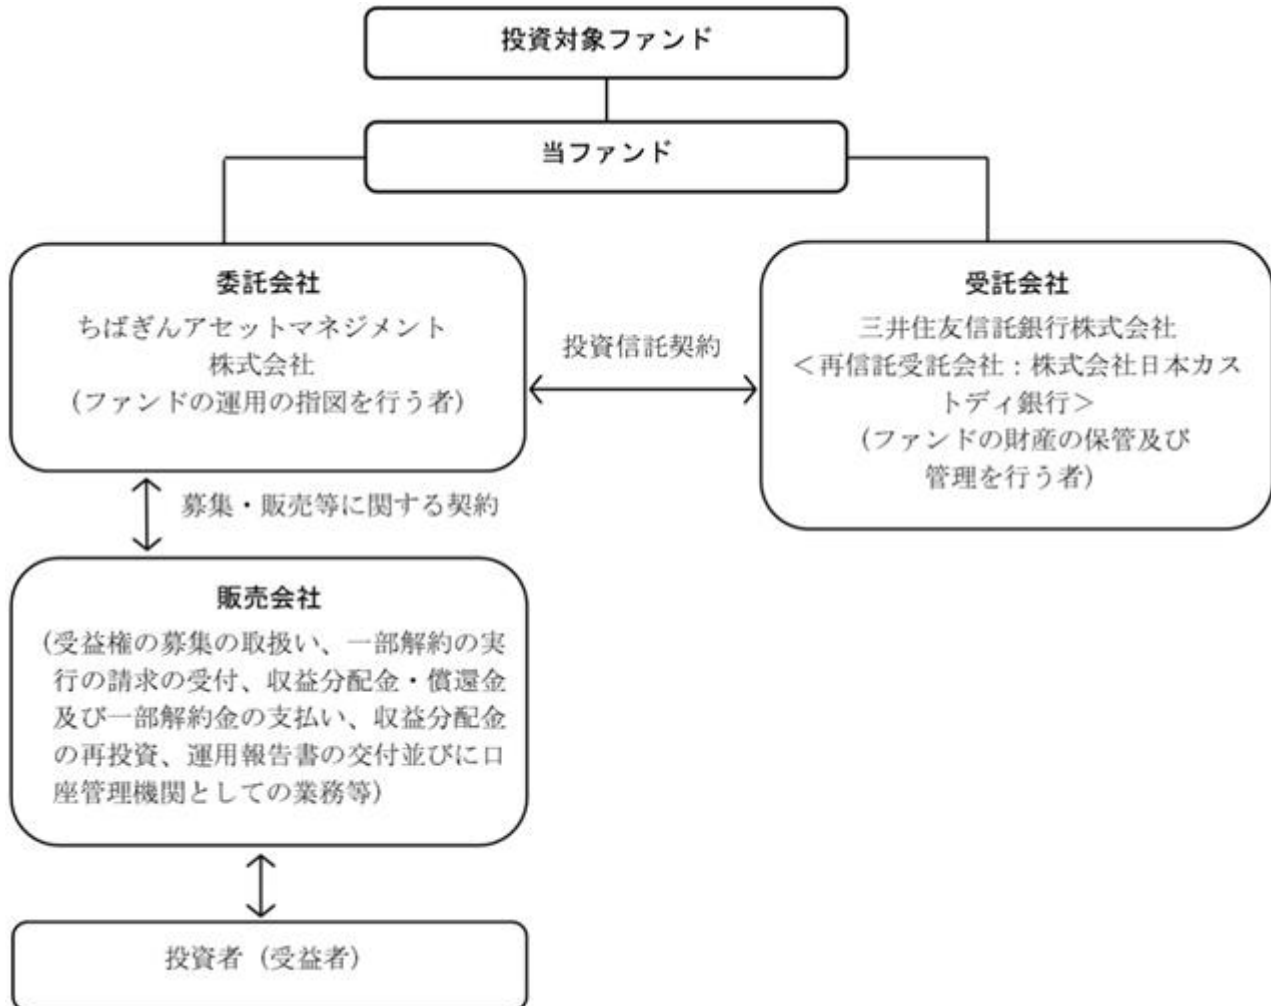 投資対象ファンド
当ファンド
委託会社
ちばぎんアセットマネジメント
株式会社
(ファンドの運用の指図を行う者)
投資信託契約
受託会社
三井住友信託銀行株式会社
<再信託受託会社:株式会社日本カス
トディ銀行>
(ファンドの財産の保管及び
管理を行う者)
募集・販売等に関する契約
販売会社
(受益権の募集の取扱い、一部解約の実
行の請求の受付、収益分配金・償還金
及び一部解約金の支払い、収益分配金
の再投資、運用報告書の交付並びに口
座管理機関としての業務等)
投資者(受益者)